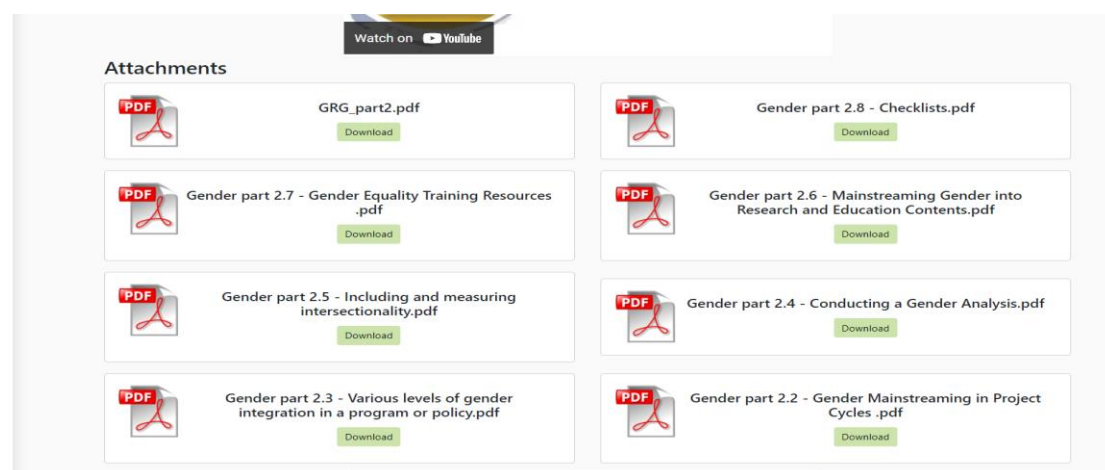 Watch on YouTube
Attachments
PDF
GRG_part2.pdf
Download
PDF
Gender part 2.8 - Checklists.pdf
Download
PDF
Gender part 2.7 - Gender Equality Training Resources
.pdf
Download
PDF
Gender part 2.6 - Mainstreaming Gender into
Research and Education Contents.pdf
Download
PDF
Gender part 2.5 - Including and measuring
intersectionality.pdf
Download
PDF
Gender part 2.4 - Conducting a Gender Analysis.pdf
Download
PDF
Gender part 2.3 - Various levels of gender
integration in a program or policy.pdf
Download
PDF
Gender part 2.2 - Gender Mainstreaming in Project
Cycles .pdf
Download